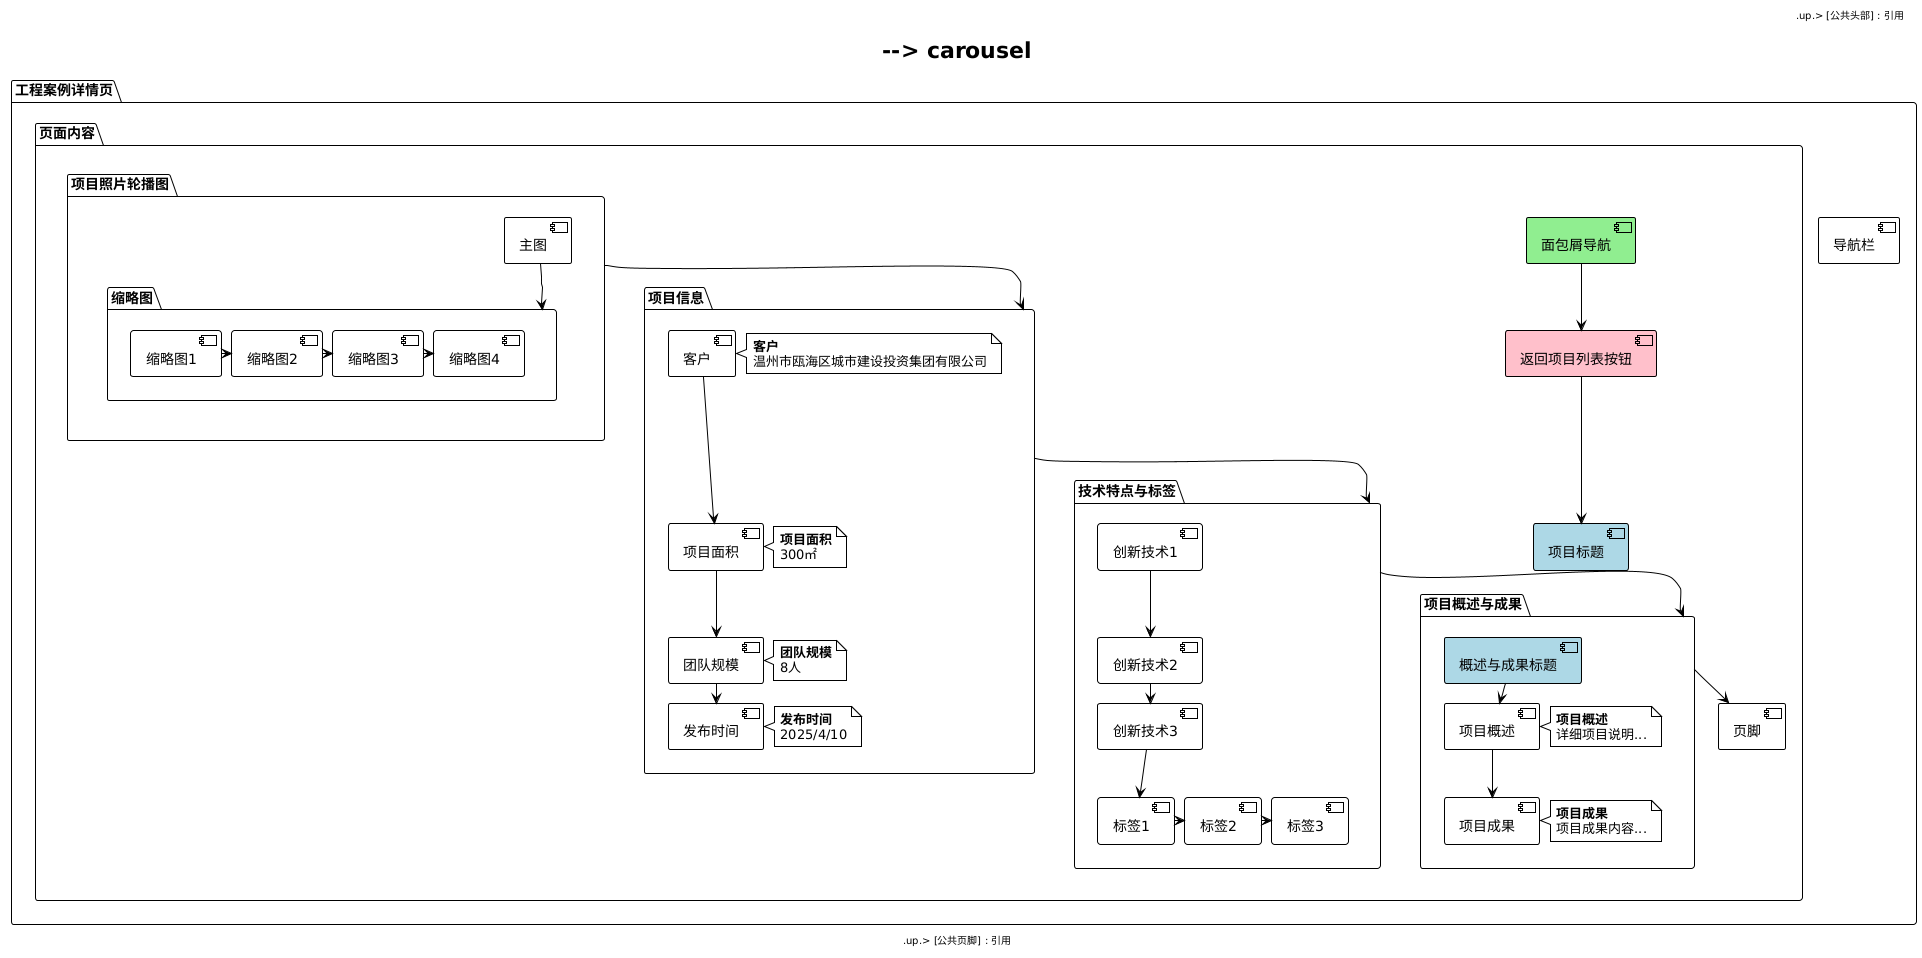 .up.> [公共头部] : 引用
--> carousel
工程案例详情页
页面内容
项目照片轮播图
主图
缩略图
缩略图1
缩略图2
缩略图3
缩略图4
项目信息
客户
客户
温州市瓯海区城市建设投资集团有限公司
项目面积
项目面积
300㎡
团队规模
团队规模
8人
发布时间
发布时间
2025/4/10
技术特点与标签
创新技术1
创新技术2
创新技术3
标签1
标签2
标签3
面包屑导航
返回项目列表按钮
项目标题
项目概述与成果
概述与成果标题
项目概述
项目概述
详细项目说明...
项目成果
项目成果
项目成果内容...
页脚
导航栏
.up.> [公共页脚] : 引用